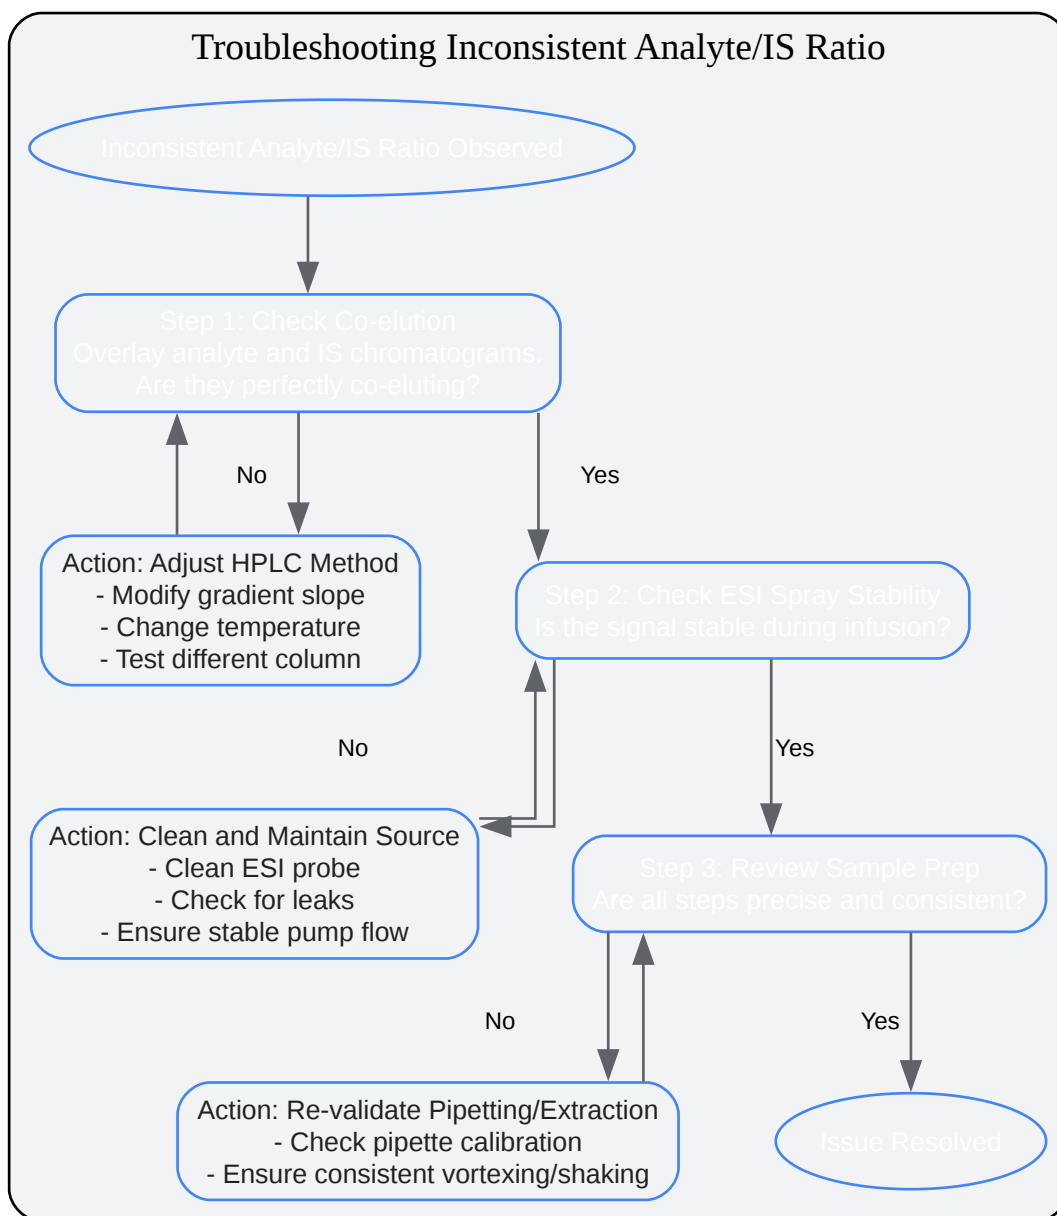 Troubleshooting Inconsistent Analyte/IS Ratio
Inconsistent Analyte/IS Ratio Observed
Step 1: Check Co-elution
Overlay analyte and IS chromatograms.
Are they perfectly co-eluting?
No
Yes
Action: Adjust HPLC Method
- Modify gradient slope
- Change temperature
- Test different column
Step 2: Check ESI Spray Stability
Is the signal stable during infusion?
No
Yes
Action: Clean and Maintain Source
- Clean ESI probe
- Check for leaks
- Ensure stable pump flow
Step 3: Review Sample Prep
Are all steps precise and consistent?
No
Yes
Action: Re-validate Pipetting/Extraction
- Check pipette calibration
- Ensure consistent vortexing/shaking
Issue Resolved